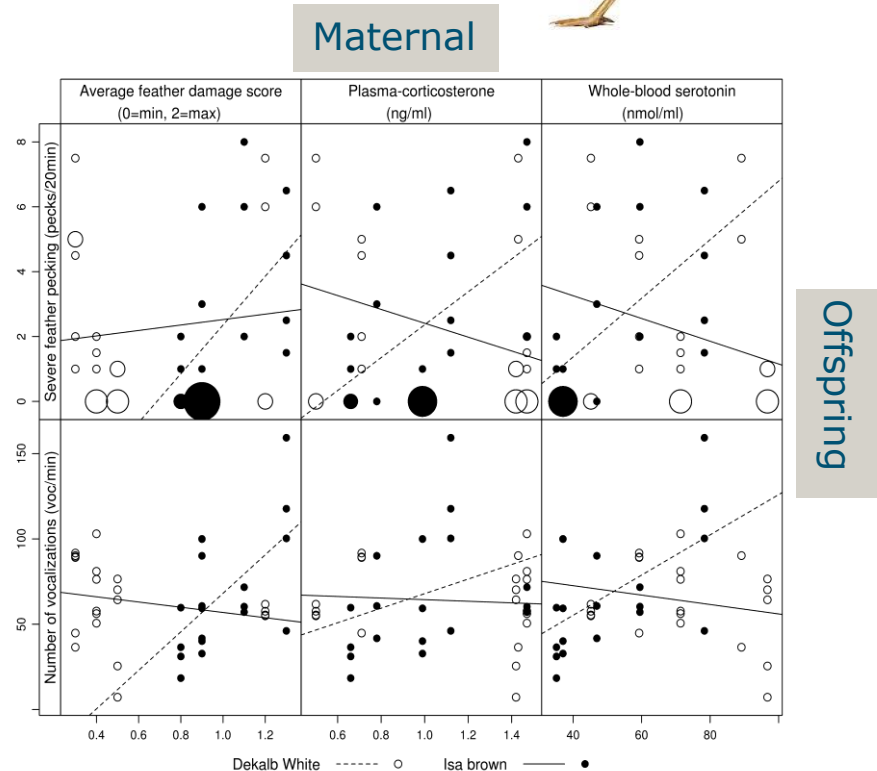 Maternal
Average feather damage score
(0=min, 2=max)
Plasma-corticosterone
(ng/ml)
Whole-blood serotonin
(nmol/ml)
Severe feather pecking (pecks/20min)
8
6
4
2
0
Number of vocalizations (voc/min)
150
100
50
Offspring
0.4 0.6 0.8 1.0 1.2
0.6 0.8 1.0 1.2 1.4
40 60 80
Dekalb White Isa brown